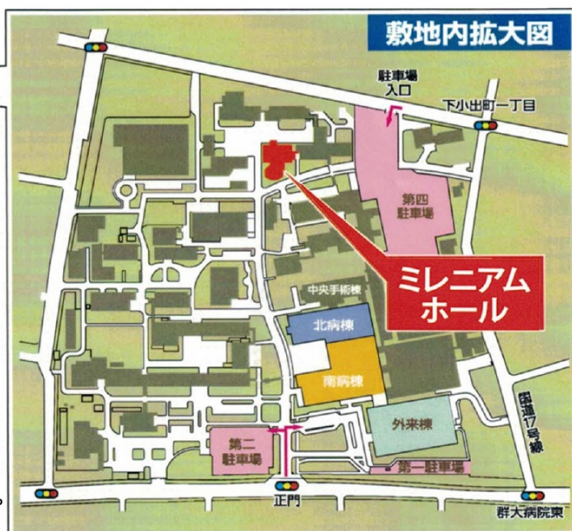 敷地内拡大図
駐車場
入口
下小出町一丁目
第四
駐車場
ミレニアム
ホール
中央手術棟
北病棟
南病棟
国道17号線
外来棟
第二
駐車場
第一駐車場
正門
群大病院東
。